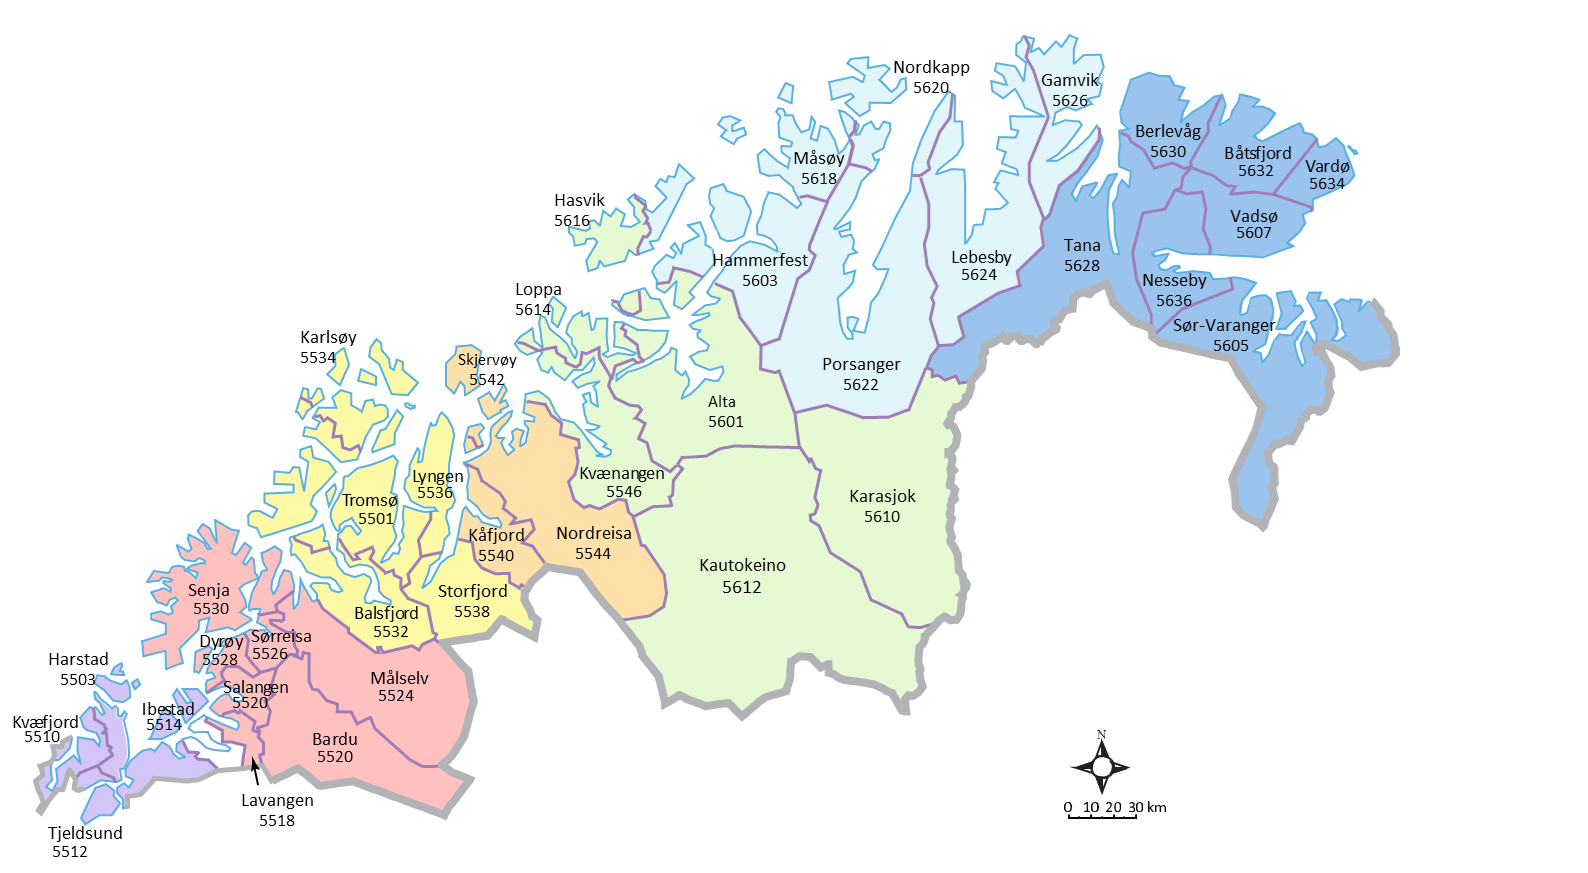 Nordkapp
5620
Gamvik
5626
Berlevåg
5630
Båtsfjord
5632
Vardø
5634
Måsøy
5618
Hasvik
5616
Vadsø
5607
Tana
5628
Hammerfest
5603
Lebesby
5624
Nesseby
5636
Loppa
5614
Sør-Varanger
5605
Karlsøy
5534
Skjervøy
5542
Porsanger
5622
Alta
5601
Lyngen
5536
Kvænangen
5546
Tromsø
5501
Karasjok
5610
Kåfjord
5540
Nordreisa
5544
Kautokeino
5612
Senja
5530
Storfjord
5538
Balsfjord
5532
Dyrøy
5528
Sørreisa
5526
Harstad
5503
Målselv
5524
Salangen
5520
Ibestad
5514
Kvæfjord
5510
Bardu
5520
Lavangen
5518
Tjeldsund
5512
N
0 10 20 30 km